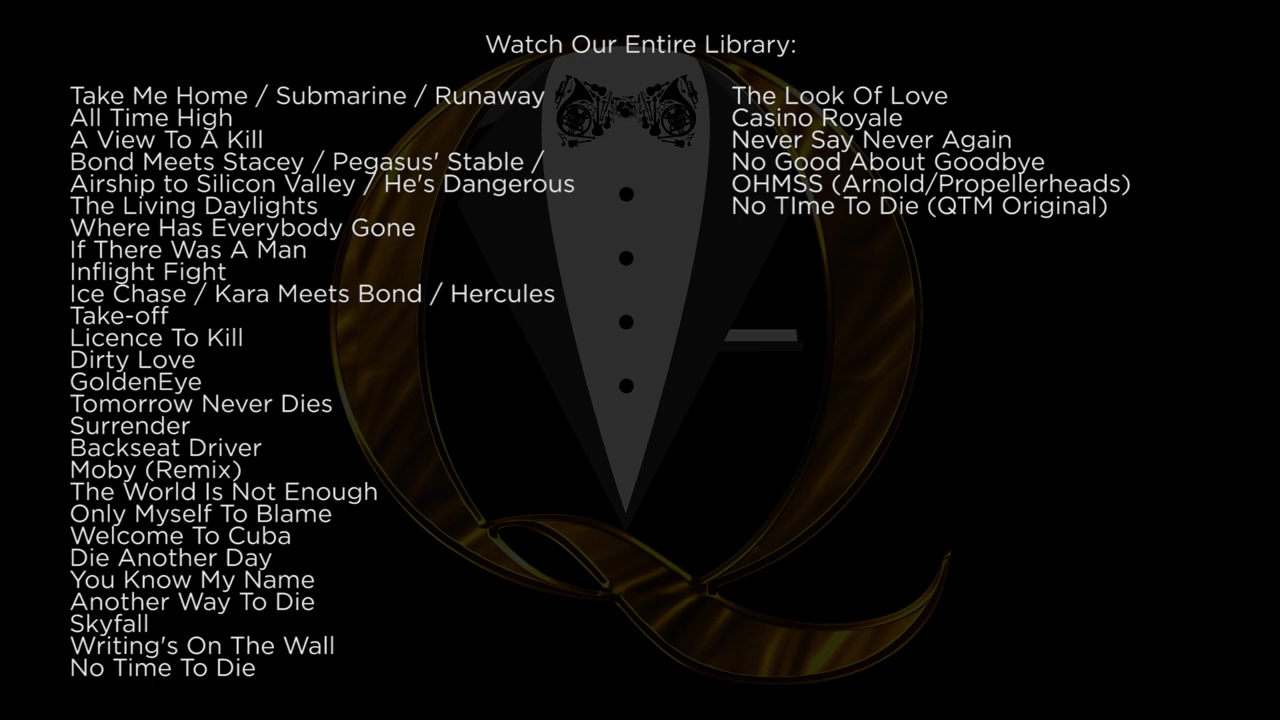 Watch Our Entire Library:
Take Me Home / Submarine / Runaway
All Time High
A View To A Kill
Bond Meets Stacey / Pegasus' Stable /
Airship to Silicon Valley / He's Dangerous
The Living Daylights
Where Has Everybody Gone
If There Was A Man
Inflight Fight
Ice Chase / Kara Meets Bond / Hercules
Take-off
Licence To Kill
Dirty Love
GoldenEye
Tomorrow Never Dies
Surrender
Backseat Driver
Moby (Remix)
The World Is Not Enough
Only Myself To Blame
Welcome To Cuba
Die Another Day
You Know My Name
Another Way To Die
Skyfall
Writing's On The Wall
No Time To Die
The Look Of Love
Casino Royale
Never Say Never Again
No Good About Goodbye
OHMSS (Arnold/Propellerheads)
No TIme To Die (QTM Original)